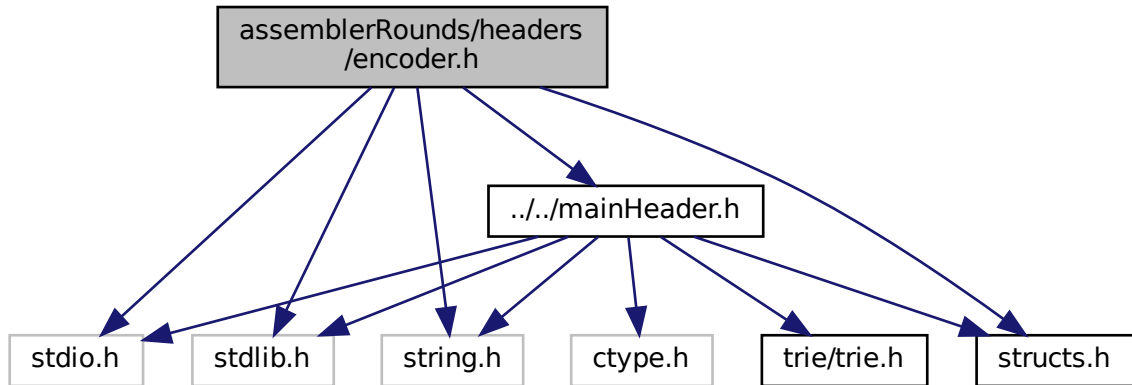 assemblerRounds/headers
/encoder.h
../../mainHeader.h
stdio.h
stdlib.h
string.h
ctype.h
trie/trie.h
structs.h